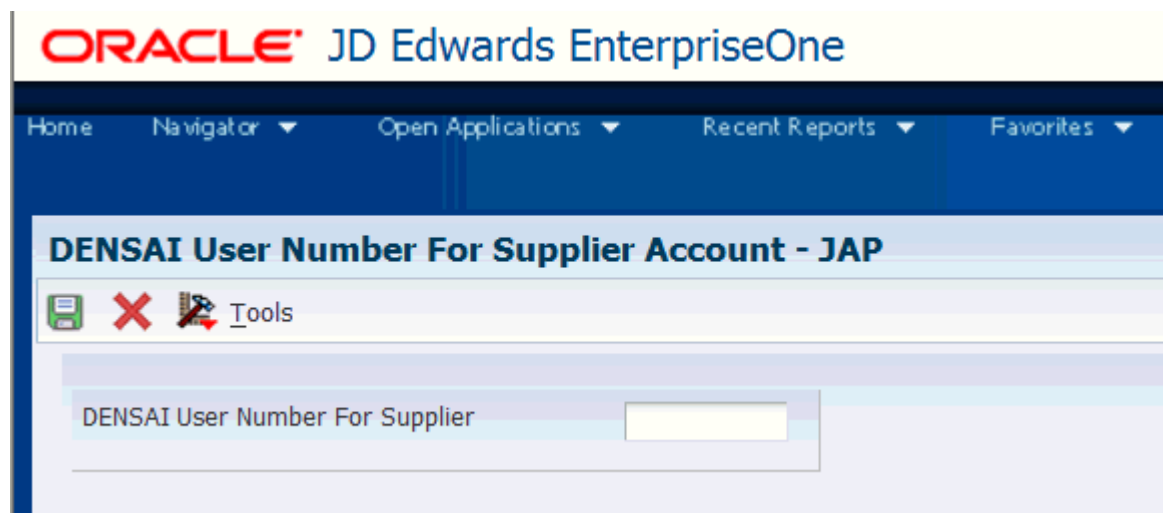 ORACLE JD Edwards EnterpriseOne
Home Navigator Open Applications Recent Reports Favorites
DENSAI User Number For Supplier Account - JAP
Tools
DENSAI User Number For Supplier